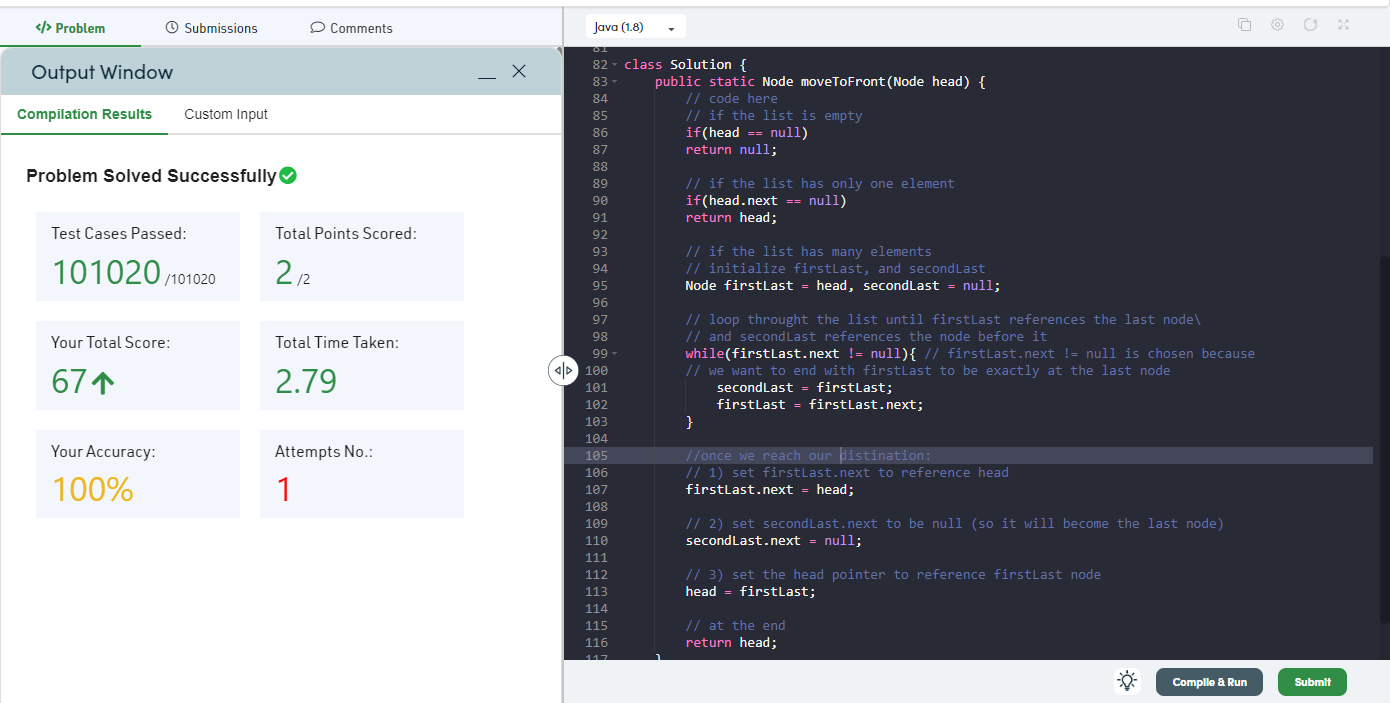 </> Problem
Submissions
Comments
Output Window
Compilation Results
Custom Input
Problem Solved Successfully
Test Cases Passed:
101020 /101020
Total Points Scored:
2 /2
Your Total Score:
67
Total Time Taken:
2.79
Your Accuracy:
100%
Attempts No.:
1
Java (1.8)
81
82 class Solution {
83 public static Node moveToFront(Node head) {
84 // code here
85 // if the list is empty
86 if(head == null)
87 return null;
88
89 // if the list has only one element
90 if(head.next == null)
91 return head;
92
93 // if the list has many elements
94 // initialize firstLast, and secondLast
95 Node firstLast = head, secondLast = null;
96
97 // loop throught the list until firstLast references the last node\
98 // and secondLast references the node before it
99 while(firstLast.next != null){ // firstLast.next != null is chosen because
100 // we want to end with firstLast to be exactly at the last node
101 secondLast = firstLast;
102 firstLast = firstLast.next;
103 }
104
105 //once we reach our distination:
106 // 1) set firstLast.next to reference head
107 firstLast.next = head;
108
109 // 2) set secondLast.next to be null (so it will become the last node)
110 secondLast.next = null;
111
112 // 3) set the head pointer to reference firstLast node
113 head = firstLast;
114
115 // at the end
116 return head;
117 }
Compile & Run
Submit